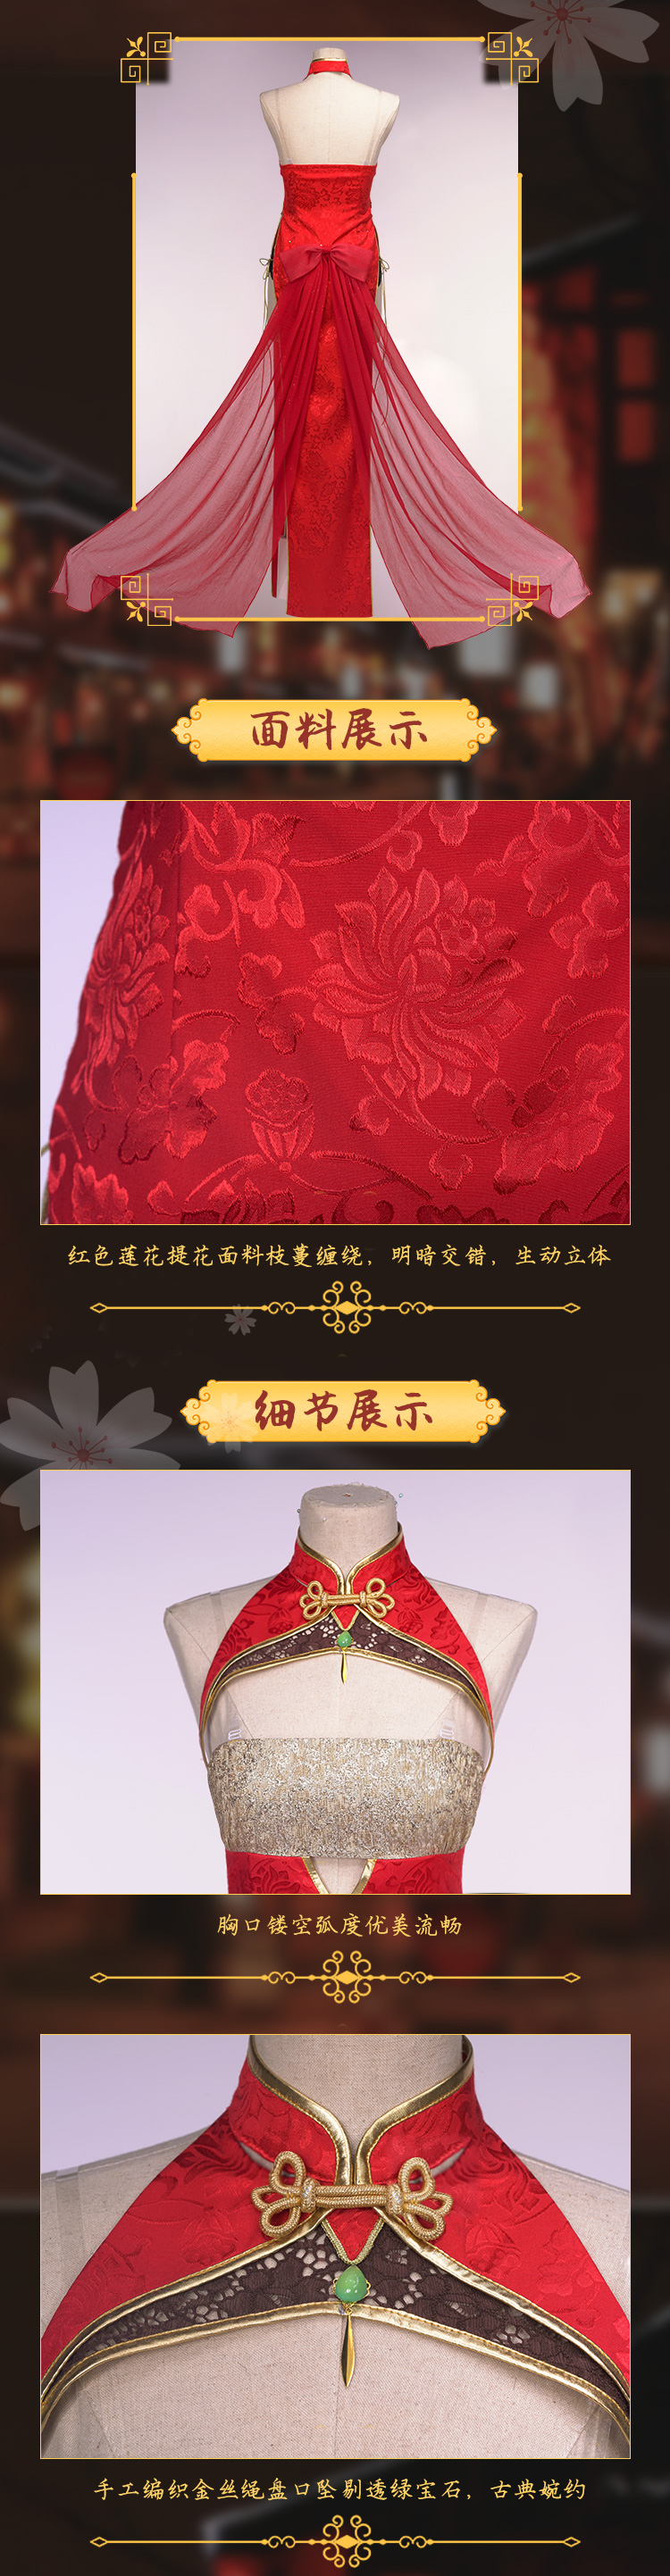 面料展示
红色莲花提花面料枝蔓缠绕，明暗交错，生动立体
细节展示
胸口镂空弧度优美流畅
手工编织金丝绳盘口坠剔透绿宝石，古典婉约